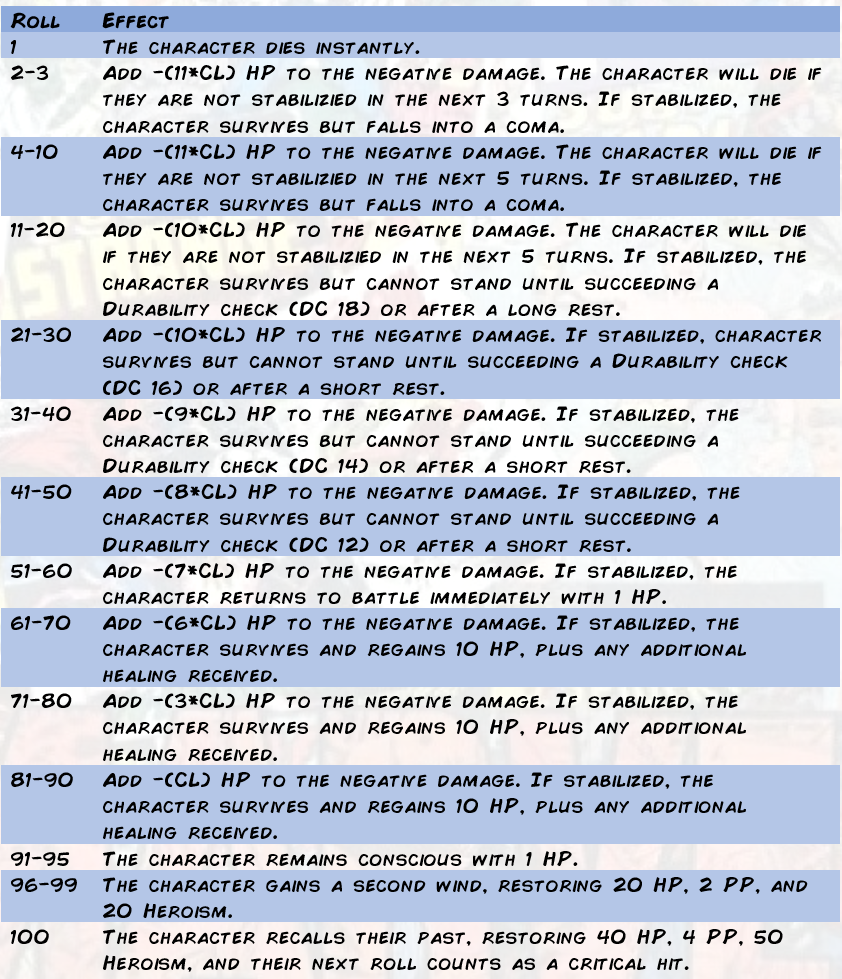 Roll Effect
1 The character dies instantly.
2-3 Add -(11*CL) HP to the negative damage. The character will die if
they are not stabilizied in the next 3 turns. If stabilized, the
character survives but falls into a coma.
4-10 Add -(11*CL) HP to the negative damage. The character will die if
they are not stabilizied in the next 5 turns. If stabilized, the
character survives but falls into a coma.
11-20 Add -(10*CL) HP to the negative damage. The character will die
if they are not stabilizied in the next 5 turns. If stabilized, the
character survives but cannot stand until succeeding a
Durability check (DC 18) or after a long rest.
21-30 Add -(10*CL) HP to the negative damage. If stabilized, character
survives but cannot stand until succeeding a Durability check
(DC 16) or after a short rest.
31-40 Add -(9*CL) HP to the negative damage. If stabilized, the
character survives but cannot stand until succeeding a
Durability check (DC 14) or after a short rest.
41-50 Add -(8*CL) HP to the negative damage. If stabilized, the
character survives but cannot stand until succeeding a
Durability check (DC 12) or after a short rest.
51-60 Add -(7*CL) HP to the negative damage. If stabilized, the
character returns to battle immediately with 1 HP.
61-70 Add -(6*CL) HP to the negative damage. If stabilized, the
character survives and regains 10 HP, plus any additional
healing received.
71-80 Add -(3*CL) HP to the negative damage. If stabilized, the
character survives and regains 10 HP, plus any additional
healing received.
81-90 Add -(CL) HP to the negative damage. If stabilized, the
character survives and regains 10 HP, plus any additional
healing received.
91-95 The character remains conscious with 1 HP.
96-99 The character gains a second wind, restoring 20 HP, 2 PP, and
20 Heroism.
100 The character recalls their past, restoring 40 HP, 4 PP, 50
Heroism, and their next roll counts as a critical hit.